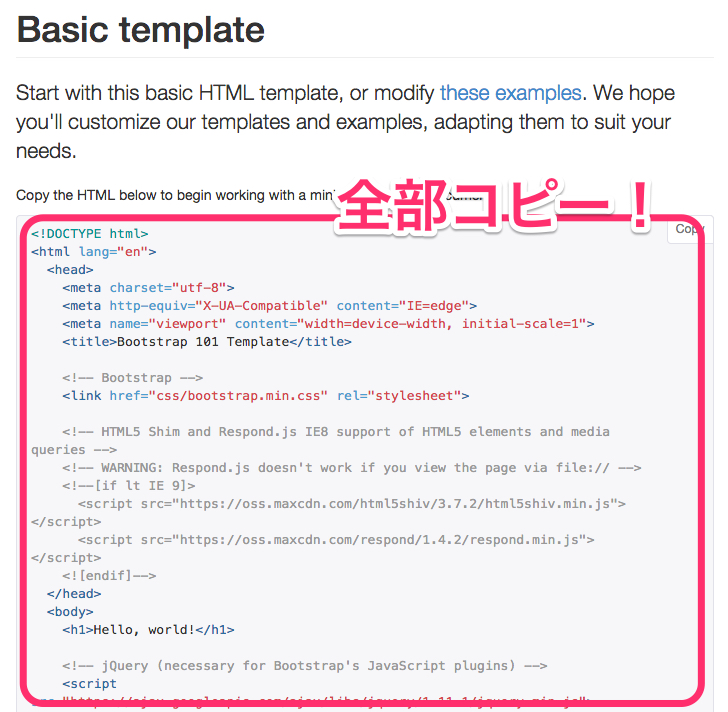 Basic template
Start with this basic HTML template, or modify these examples. We hope
you'll customize our templates and examples, adapting them to suit your
needs.
Copy the HTML below to begin working with a
全部コピー！
Copy
<!DOCTYPE html>
<html lang="en">
  <head>
    <meta charset="utf-8">
    <meta http-equiv="X-UA-Compatible" content="IE=edge">
    <meta name="viewport" content="width=device-width, initial-scale=1">
    <title>Bootstrap 101 Template</title>
    <!-- Bootstrap -->
    <link href="css/bootstrap.min.css" rel="stylesheet">
    <!-- HTML5 Shim and Respond.js IE8 support of HTML5 elements and media
queries -->
    <!-- WARNING: Respond.js doesn't work if you view the page via file:// -->
    <!--[if lt IE 9]>
      <script src="https://oss.maxcdn.com/html5shiv/3.7.2/html5shiv.min.js">
</script>
      <script src="https://oss.maxcdn.com/respond/1.4.2/respond.min.js">
</script>
    <![endif]-->
  </head>
  <body>
    <h1>Hello, world!</h1>
    <!-- jQuery (necessary for Bootstrap's JavaScript plugins) -->
    <script